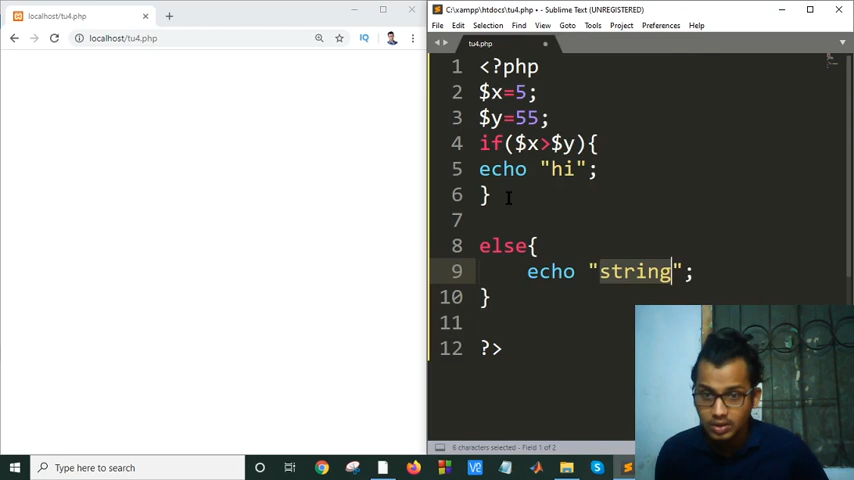 localhost/tu4.php
localhost/tu4.php
IQ
C:\xampp\htdocs\tu4.php • - Sublime Text (UNREGISTERED)
File Edit Selection Find View Goto Tools Project Preferences Help
tu4.php
1 <?php
2 $x=5;
3 $y=55;
4 if($x>$y){
5 echo "hi";
6 }
7
8 else{
9 echo "string";
10 }
11
12 ?>
6 characters selected - Field 1 of 2
Type here to search